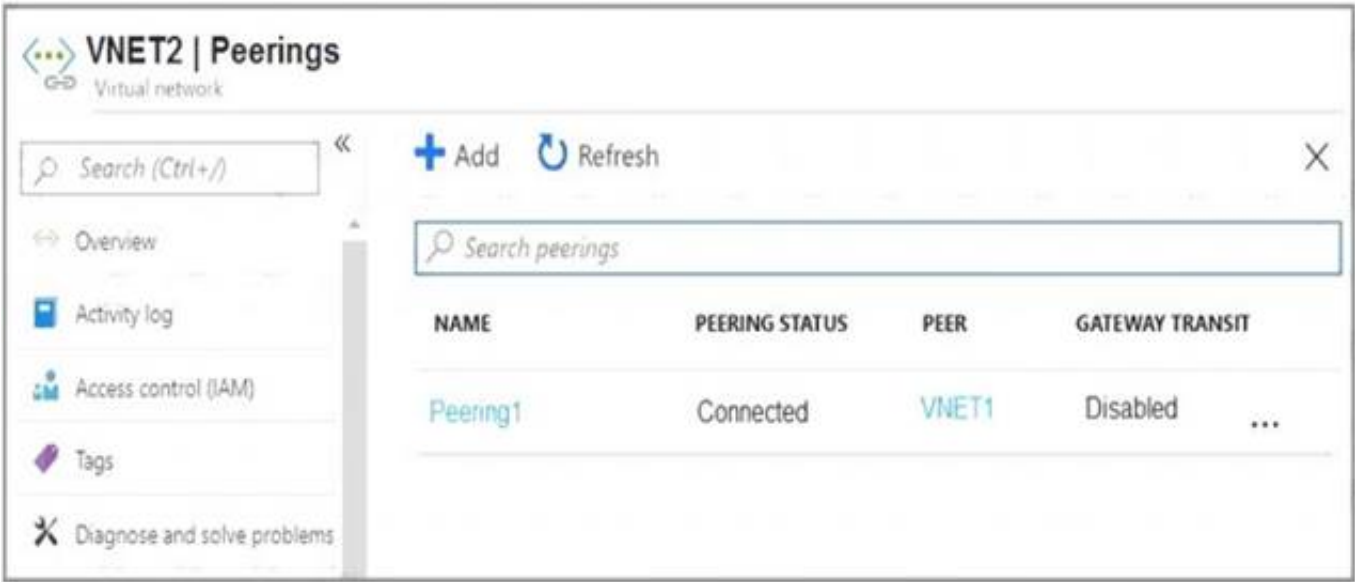 VNET2 | Peerings
Virtual network
Search (Ctrl+/)
«
Add Refresh
Search peerings
Overview
Activity log
Access control (IAM)
Tags
Diagnose and solve problems
NAME PEERING STATUS PEER GATEWAY TRANSIT
Peering1 Connected VNET1 Disabled ...